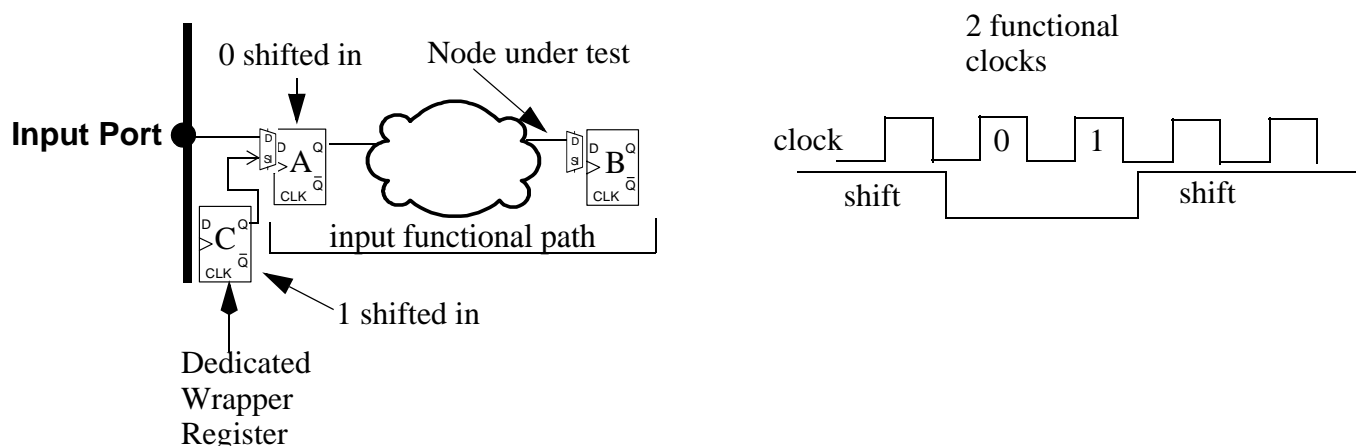 2 functional
clocks
0 shifted in
Node under test
Input Port
D
SI
D Q
A
Q
CLK
D
SI
D Q
B
Q
CLK
clock
0 1
shift
shift
input functional path
D Q
C
Q
CLK
1 shifted in
Dedicated
Wrapper
Register